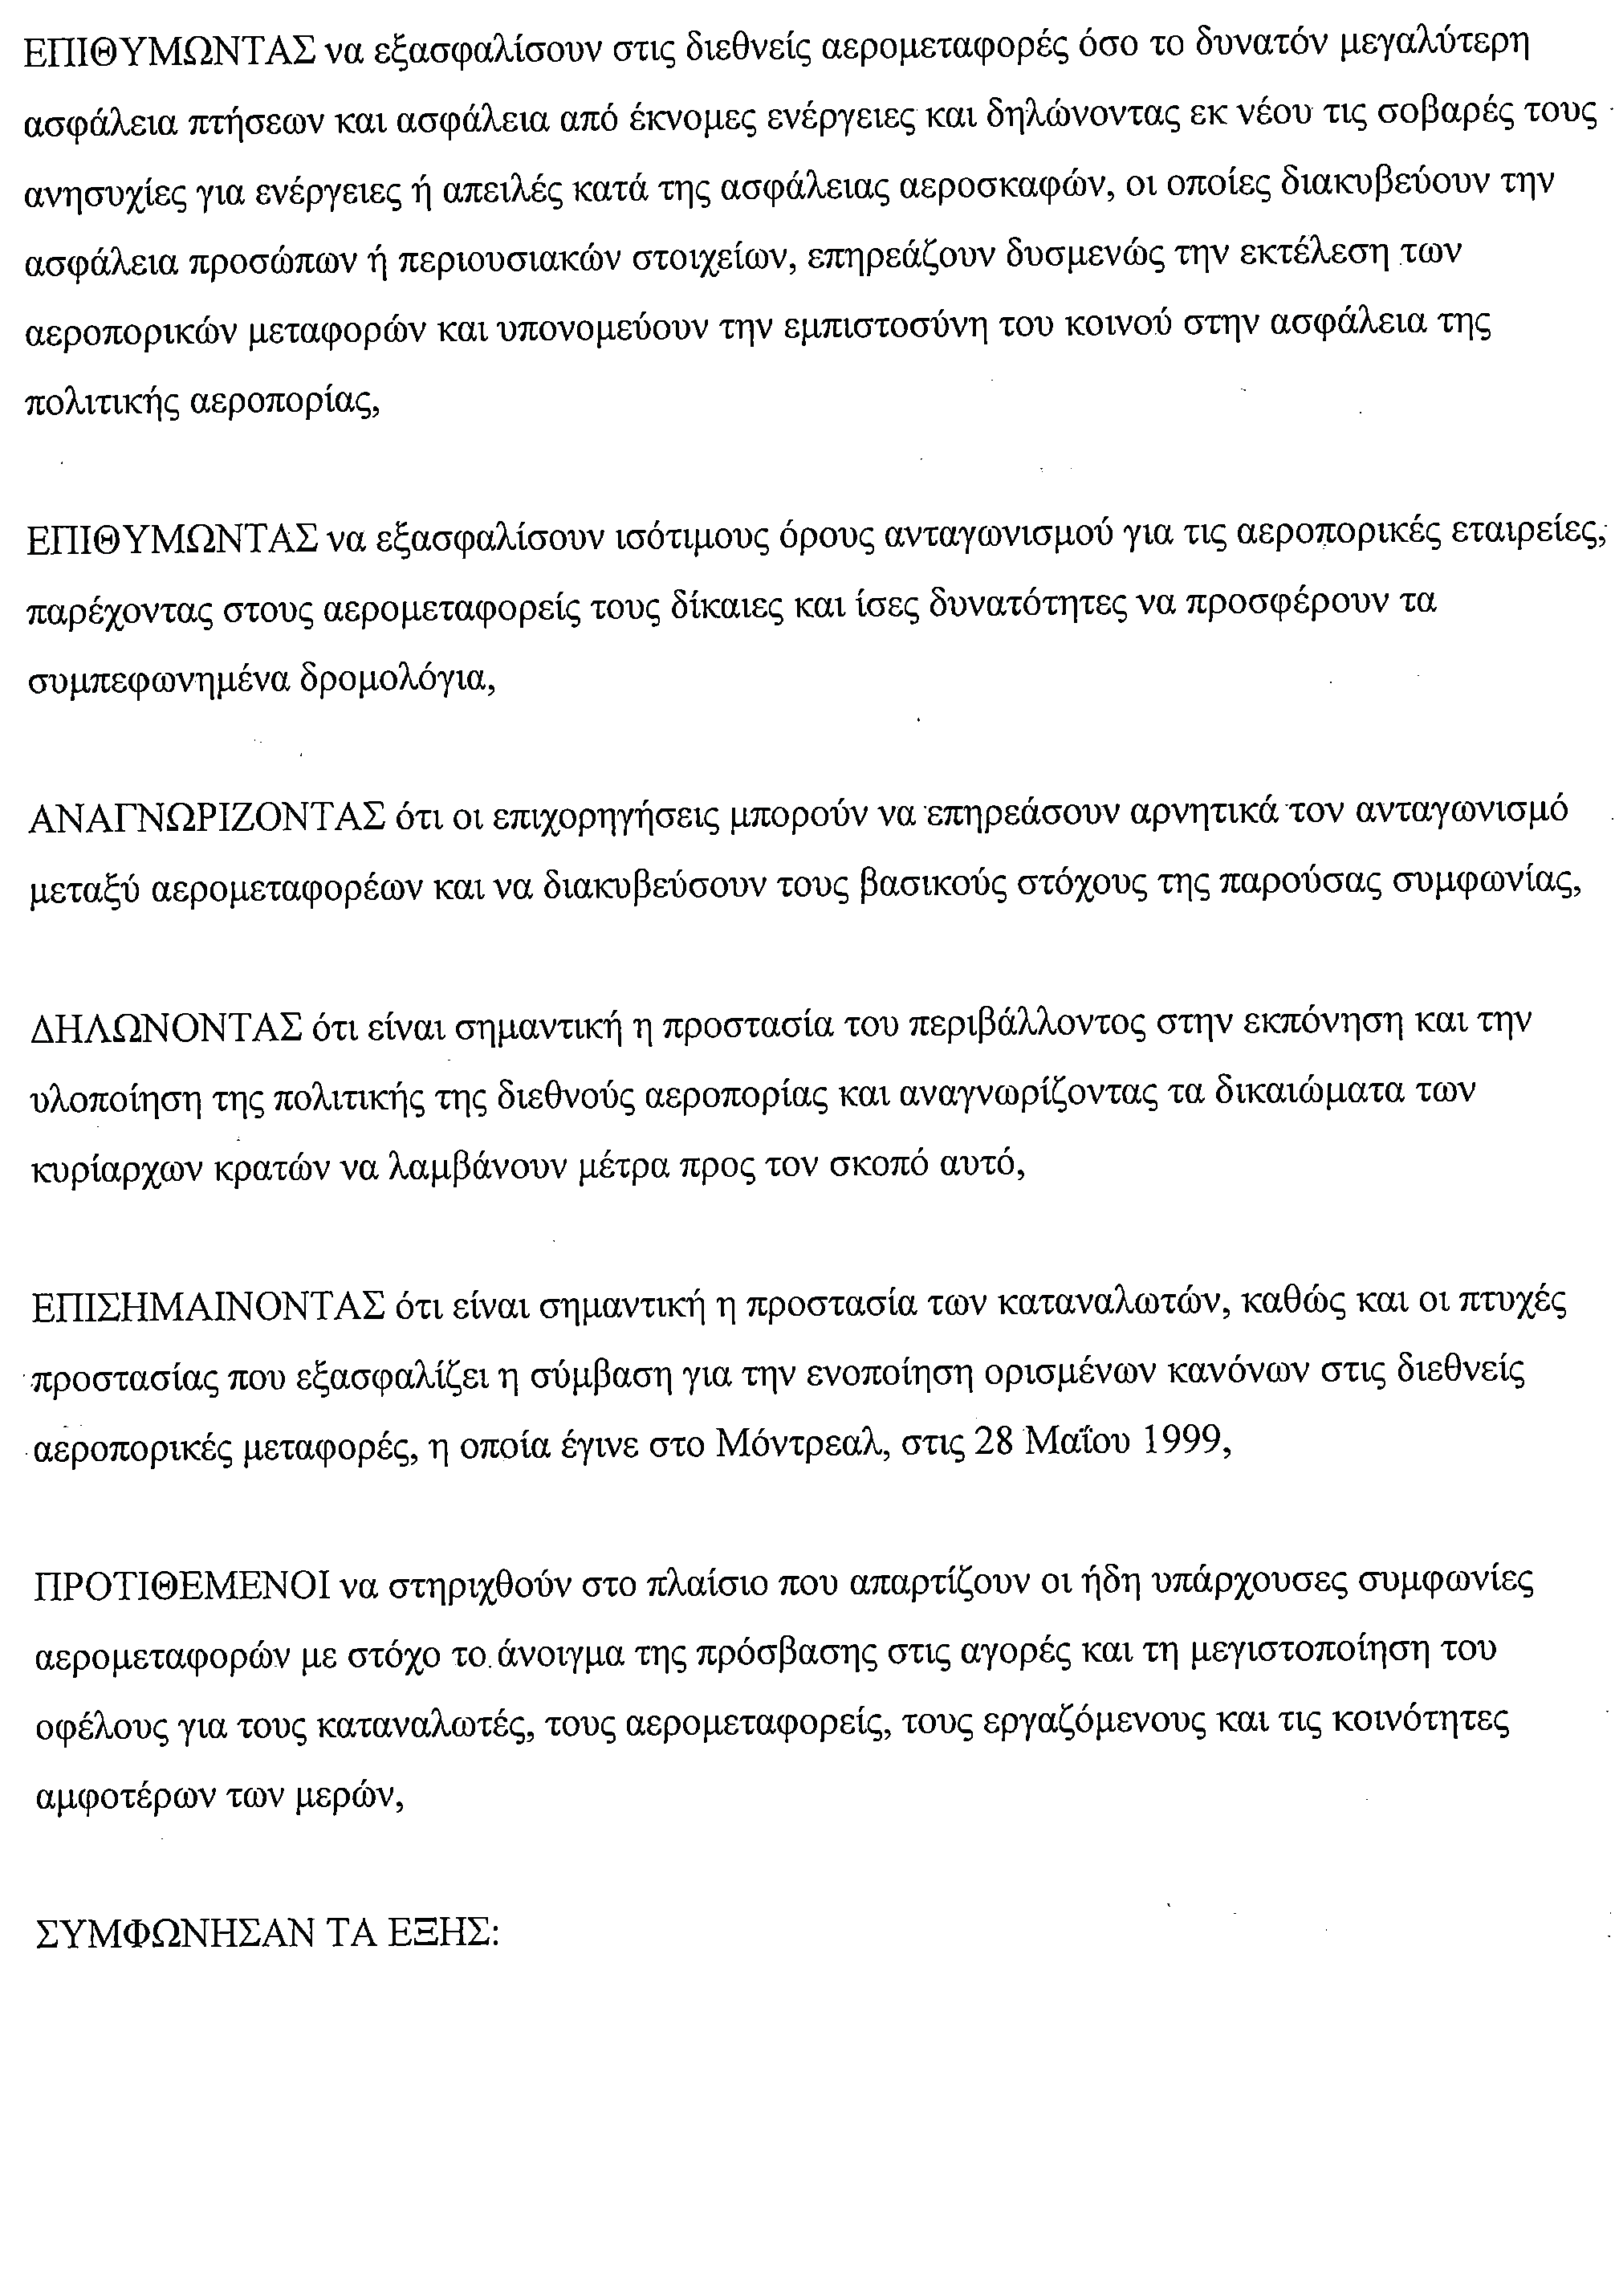 ΕΠΙΘΥΜΩΝΤΑΣ να εξασφαλίσουν στις διεθνείς αερομεταφορές όσο το δυνατόν μεγαλύτερη
ασφάλεια πτήσεων και ασφάλεια από έκνομες ενέργειες και δηλώνοντας εκ νέου τις σοβαρές τους
ανησυχίες για ενέργειες ή απειλές κατά της ασφάλειας αεροσκαφών, οι οποίες διακυβεύουν την
ασφάλεια προσώπων ή περιουσιακών στοιχείων, επηρεάζουν δυσμενώς την εκτέλεση των
αεροπορικών μεταφορών και υπονομεύουν την εμπιστοσύνη του κοινού στην ασφάλεια της
πολιτικής αεροπορίας,
ΕΠΙΘΥΜΩΝΤΑΣ να εξασφαλίσουν ισότιμους όρους ανταγωνισμού για τις αεροπορικές εταιρείες,
παρέχοντας στους αερομεταφορείς τους δίκαιες και ίσες δυνατότητες να προσφέρουν τα
συμπεφωνημένα δρομολόγια,
ΑΝΑΓΝΩΡΙΖΟΝΤΑΣ ότι οι επιχορηγήσεις μπορούν να επηρεάσουν αρνητικά τον ανταγωνισμό
μεταξύ αερομεταφορέων και να διακυβεύσουν τους βασικούς στόχους της παρούσας συμφωνίας,
ΔΗΛΩΝΟΝΤΑΣ ότι είναι σημαντική η προστασία του περιβάλλοντος στην εκπόνηση και την
υλοποίηση της πολιτικής της διεθνούς αεροπορίας και αναγνωρίζοντας τα δικαιώματα των
κυρίαρχων κρατών να λαμβάνουν μέτρα προς τον σκοπό αυτό,
ΕΠΙΣΗΜΑΙΝΟΝΤΑΣ ότι είναι σημαντική η προστασία των καταναλωτών, καθώς και οι πτυχές
προστασίας που εξασφαλίζει η σύμβαση για την ενοποίηση ορισμένων κανόνων στις διεθνείς
αεροπορικές μεταφορές, η οποία έγινε στο Μόντρεαλ, στις 28 Μαΐου 1999,
ΠΡΟΤΙΘΕΜΕΝΟΙ να στηριχθούν στο πλαίσιο που απαρτίζουν οι ήδη υπάρχουσες συμφωνίες
αερομεταφορών με στόχο το άνοιγμα της πρόσβασης στις αγορές και τη μεγιστοποίηση του
οφέλους για τους καταναλωτές, τους αερομεταφορείς, τους εργαζόμενους και τις κοινότητες
αμφοτέρων των μερών,
ΣΥΜΦΩΝΗΣΑΝ ΤΑ ΕΞΗΣ: